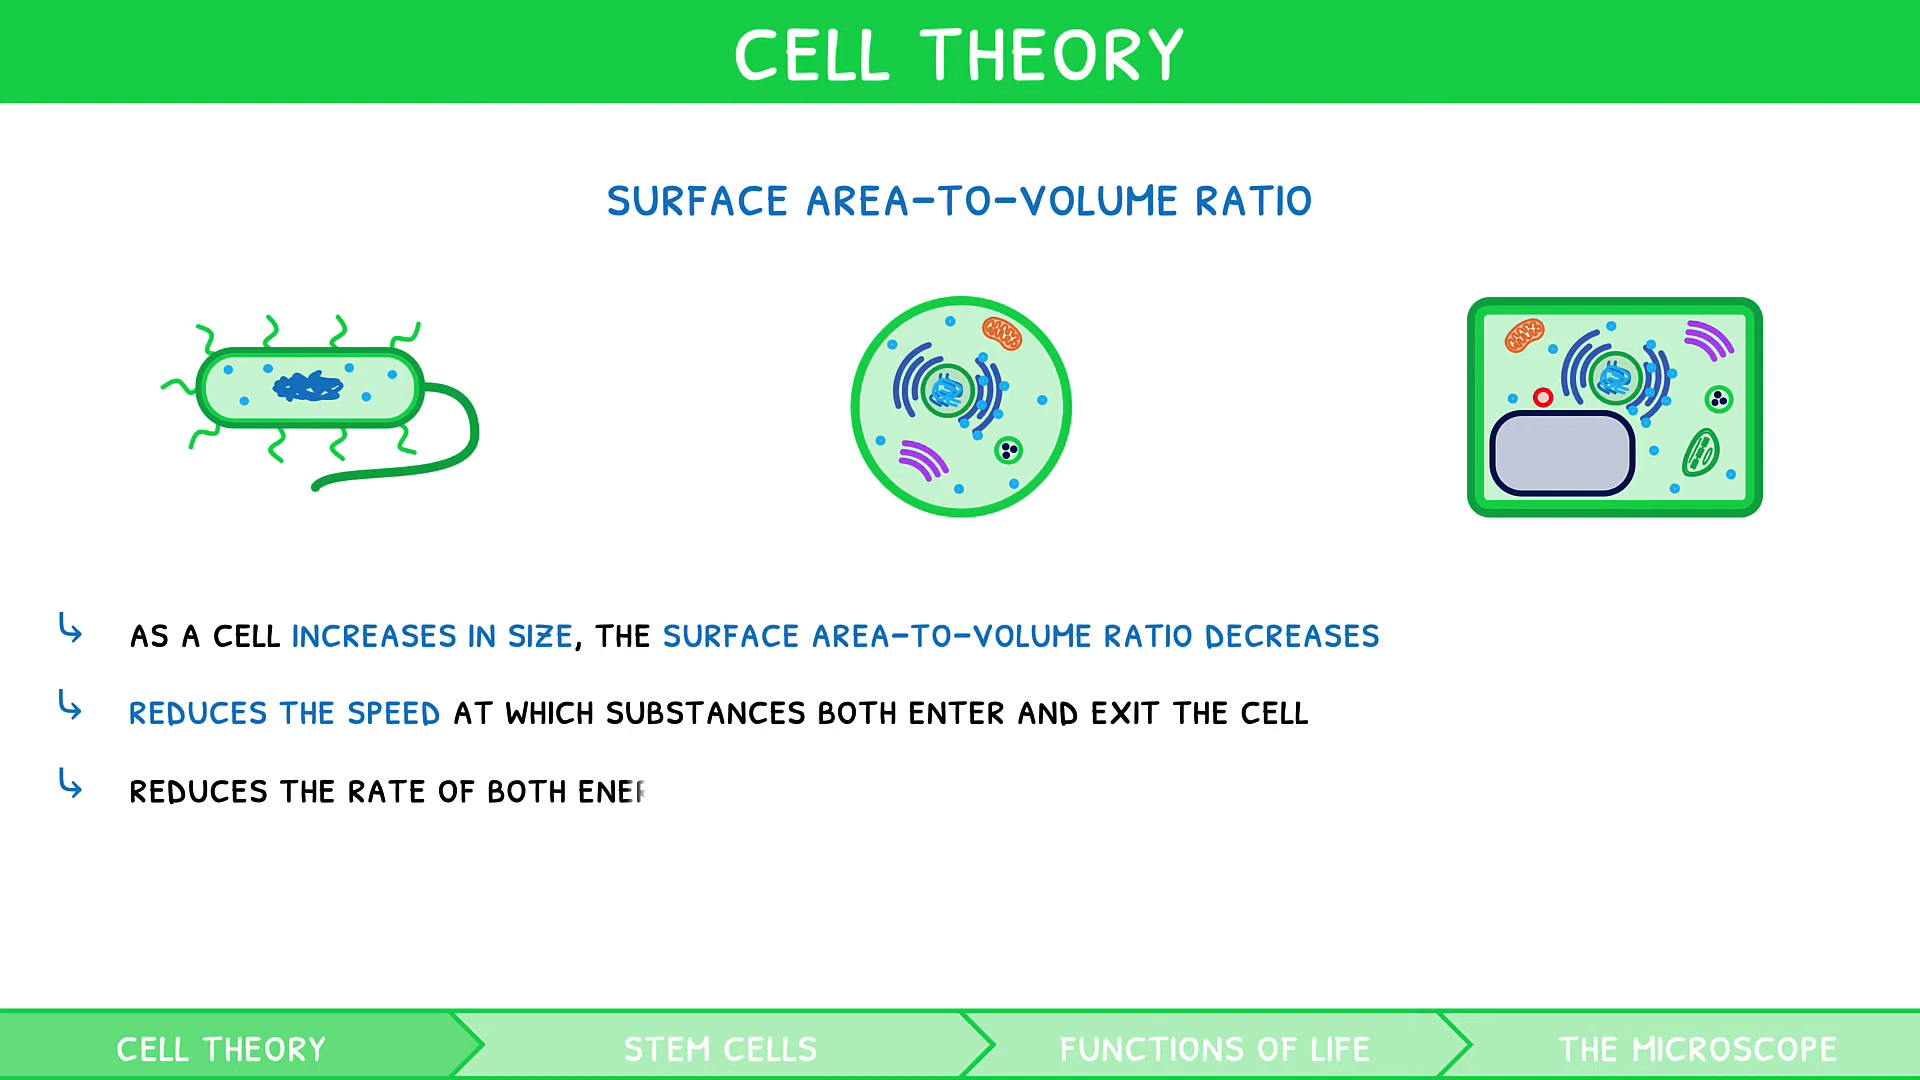 CELL THEORY
SURFACE AREA-TO-VOLUME RATIO
AS A CELL INCREASES IN SIZE, THE SURFACE AREA-TO-VOLUME RATIO DECREASES
REDUCES THE SPEED AT WHICH SUBSTANCES BOTH ENTER AND EXIT THE CELL
REDUCES THE RATE OF BOTH
CELL THEORY
STEM CELLS
FUNCTIONS OF LIFE
THE MICROSCOPE